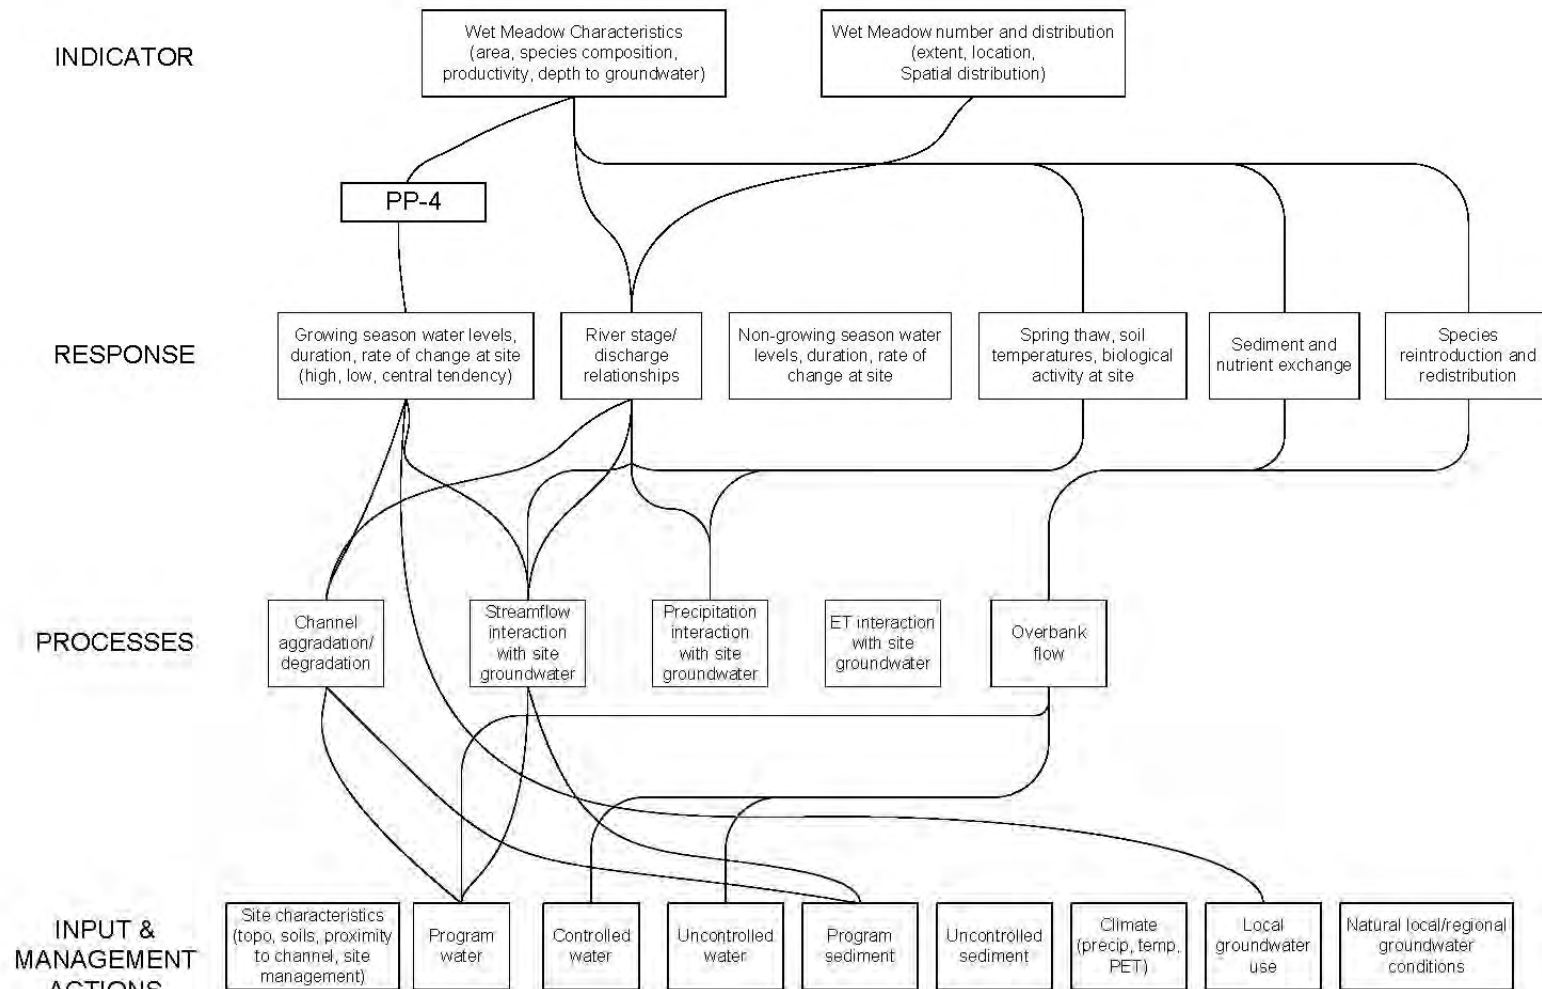 INDICATOR
Wet Meadow Characteristics
(area, species composition,
productivity, depth to groundwater)
Wet Meadow number and distribution
(extent, location,
Spatial distribution)
PP-4
RESPONSE
Growing season water levels,
duration, rate of change at site
(high, low, central tendency)
River stage/
discharge
relationships
Non-growing season water
levels, duration, rate of
change at site
Spring thaw, soil
temperatures, biological
activity at site
Sediment and
nutrient exchange
Species
reintroduction and
redistribution
PROCESSES
Channel
aggradation/
degradation
Streamflow
interaction
with site
groundwater
Precipitation
interaction
with site
groundwater
ET interaction
with site
groundwater
Overbank
flow
INPUT &
MANAGEMENT
ACTIONS
Site characteristics
(topo, soils, proximity
to channel, site
management)
Program
water
Controlled
water
Uncontrolled
water
Program
sediment
Uncontrolled
sediment
Climate
(precip, temp,
PET)
Local
groundwater
use
Natural local/regional
groundwater
conditions